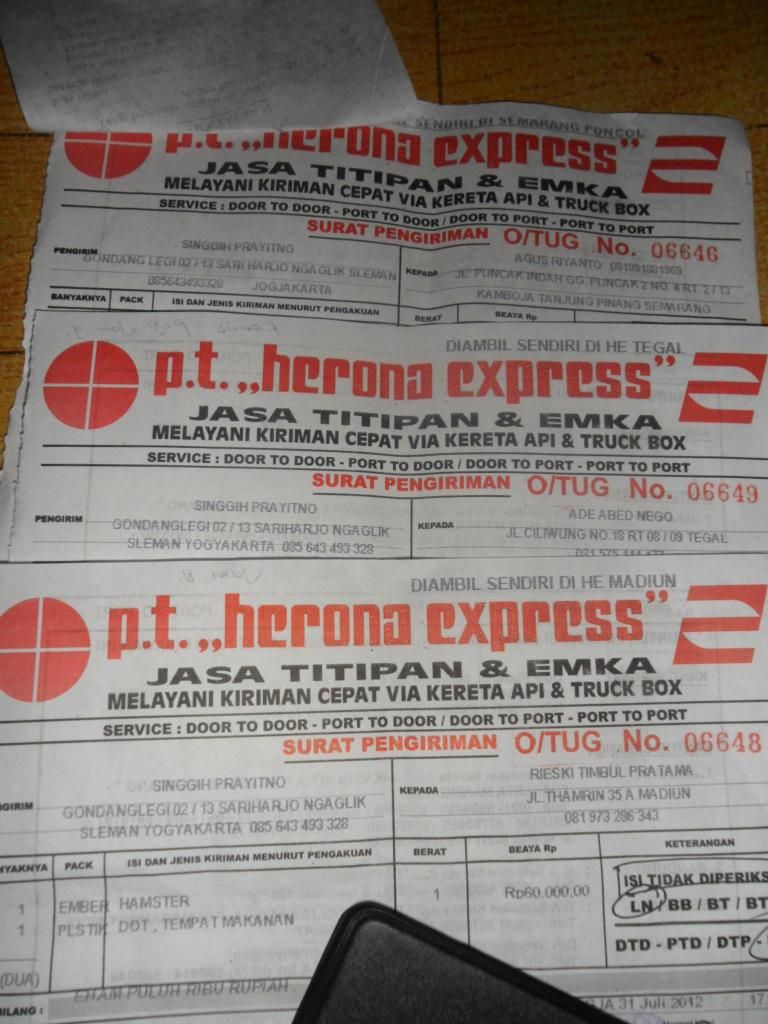 SENDIRI DI SEMARANG PONCOL
p.t. „herona express”
JASA TITIPAN & EMKA
MELAYANI KIRIMAN CEPAT VIA KERETA API & TRUCK BOX
SERVICE : DOOR TO DOOR - PORT TO DOOR / DOOR TO PORT - PORT TO PORT
SURAT PENGIRIMAN O/TUG No. 06646
PENGIRIM SINGGIH PRAYITNO
GONDANG LEGI 02 / 13 SARI HARJO NGAGLIK SLEMAN
085643493328 JOGJAKARTA
KEPADA AGUS RIYANTO 081991881969
JL. PUNCAK INDAH GG. PUNCAK 2 NO. 4 RT. 2 / 13
KAMBOJA TANJUNG PINANG SEMARANG
BANYAKNYA PACK ISI DAN JENIS KIRIMAN MENURUT PENGAKUAN BERAT BEAYA Rp
DIAMBIL SENDIRI DI HE TEGAL
p.t. „herona express”
JASA TITIPAN & EMKA
MELAYANI KIRIMAN CEPAT VIA KERETA API & TRUCK BOX
SERVICE : DOOR TO DOOR - PORT TO DOOR / DOOR TO PORT - PORT TO PORT
SURAT PENGIRIMAN O/TUG No. 06649
PENGIRIM SINGGIH PRAYITNO
GONDANGLEGI 02 / 13 SARIHARJO NGAGLIK
SLEMAN YOGYAKARTA 085 643 493 328
KEPADA ADE ABED NEGO
JL. CILIWUNG NO.18 RT 08 / 09 TEGAL
DIAMBIL SENDIRI DI HE MADIUN
p.t. „herona express”
JASA TITIPAN & EMKA
MELAYANI KIRIMAN CEPAT VIA KERETA API & TRUCK BOX
SERVICE : DOOR TO DOOR - PORT TO DOOR / DOOR TO PORT - PORT TO PORT
SURAT PENGIRIMAN O/TUG No. 06648
NGIRIM SINGGIH PRAYITNO
GONDANGLEGI 02 / 13 SARIHARJO NGAGLIK
SLEMAN YOGYAKARTA 085 643 493 328
KEPADA RIESKI TIMBUL PRATAMA
JL.THAMRIN 35 A MADIUN
081 973 286 343
NYAKNYA PACK ISI DAN JENIS KIRIMAN MENURUT PENGAKUAN BERAT BEAYA Rp KETERANGAN
1 EMBER HAMSTER 1 Rp60.000.00 ISI TIDAK DIPERIKS
1 PLSTIK DOT , TEMPAT MAKANAN LN / BB / BT / BT
DTD - PTD / DTP -
(DUA)
ENAM PULUH RIBU RUPIAH
BILANG : JA 31 Juli 2012 17